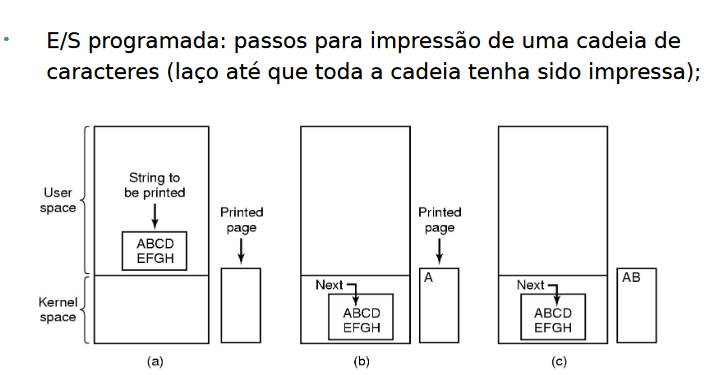 • E/S programada: passos para impressão de uma cadeia de
caracteres (laço até que toda a cadeia tenha sido impressa);
String to
be printed
User
space
ABCD
EFGH
Printed
page
Kernel
space
(a)
Printed
page
Next
ABCD
EFGH
A
(b)
Next
ABCD
EFGH
AB
(c)